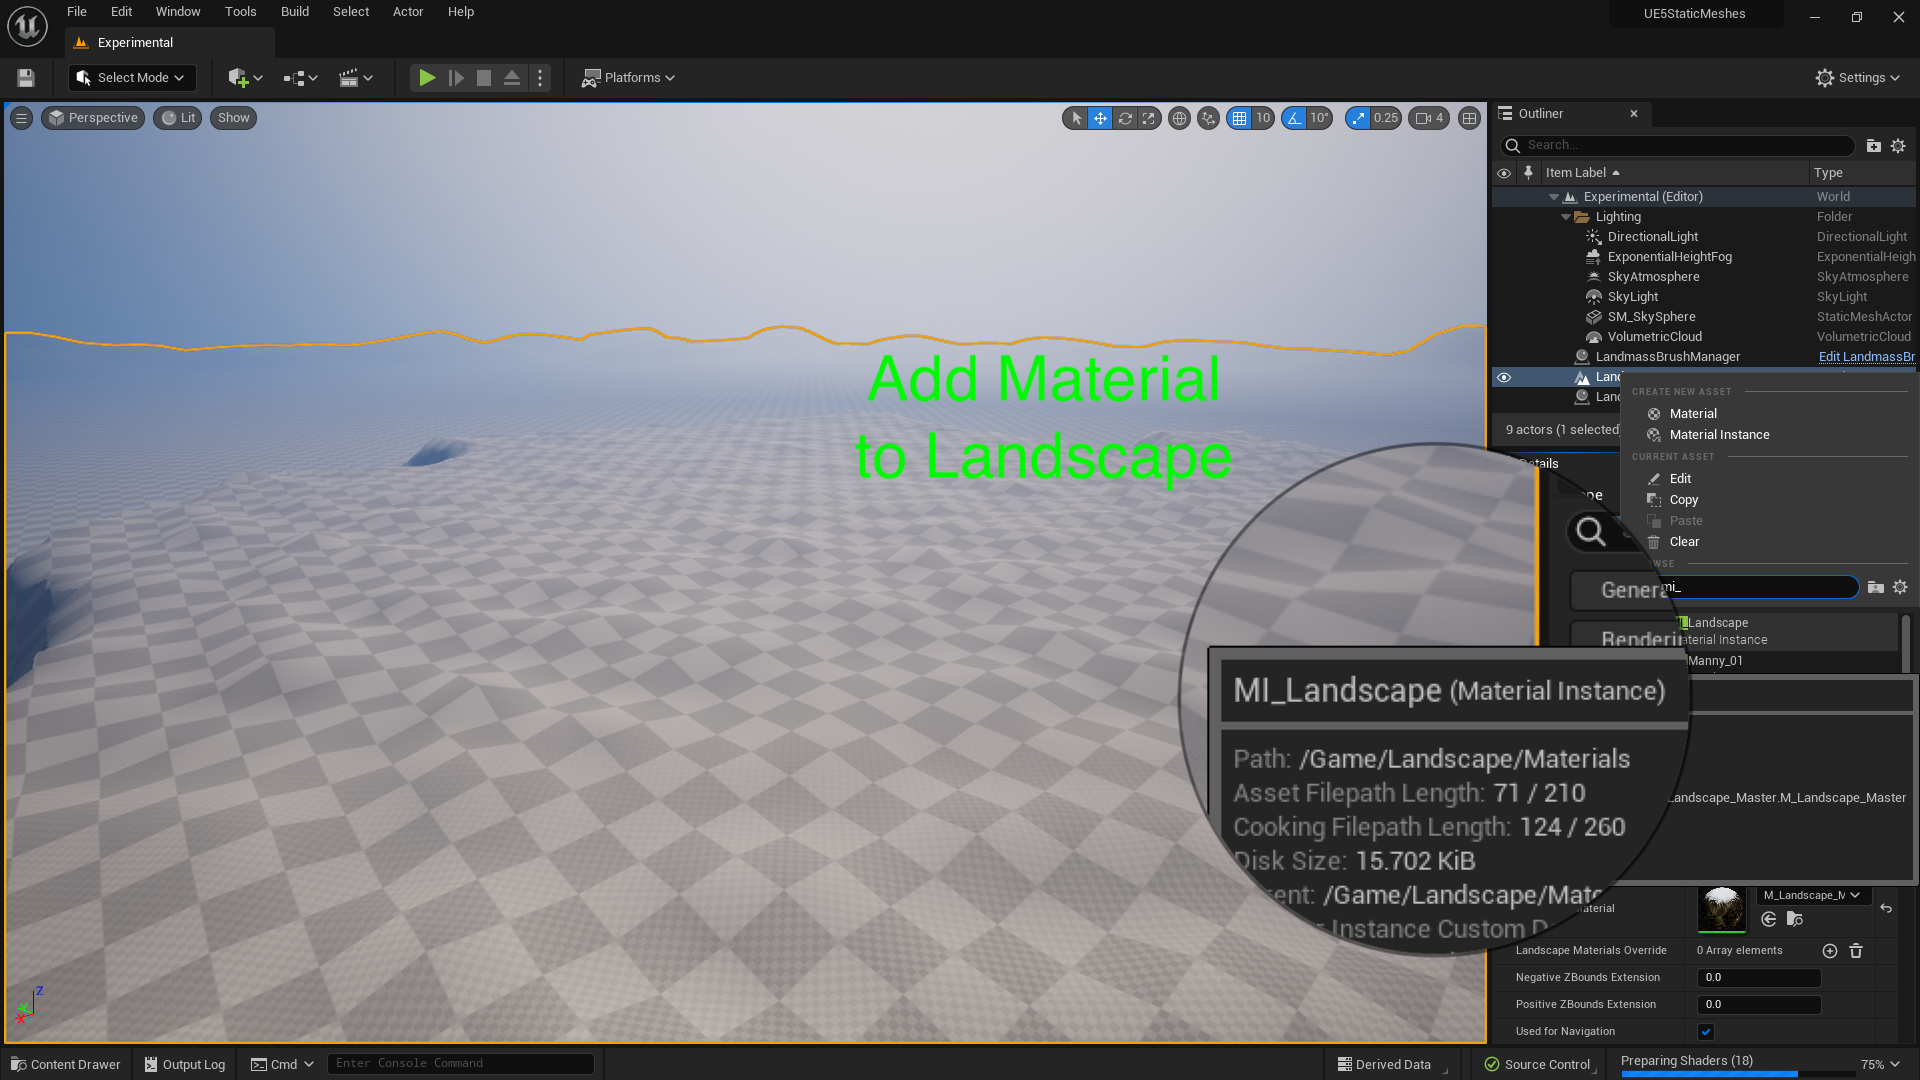 File Edit Window Tools Build Select Actor Help
UE5StaticMeshes
Experimental
Select Mode
Platforms
Settings
Perspective Lit Show
10 10° 0.25 4
Outliner
Search...
Item Label Type
Experimental (Editor) World
Lighting Folder
DirectionalLight DirectionalLight
ExponentialHeightFog ExponentialHeigh
SkyAtmosphere SkyAtmosphere
SkyLight SkyLight
SM_SkySphere StaticMeshActor
VolumetricCloud VolumetricCloud
LandmassBrushManager Edit LandmassBr
Land
Land
9 actors (1 selected
CREATE NEW ASSET
Material
Material Instance
CURRENT ASSET
Edit
Copy
Paste
Clear
Add Material
to Landscape
etails
pe
WSE
mi_
Genera
Renderi
Landscape
aterial Instance
Manny_01
MI_Landscape (Material Instance)
Path: /Game/Landscape/Materials
Asset Filepath Length: 71 / 210
Cooking Filepath Length: 124 / 260
Disk Size: 15.702 KiB
ent: /Game/Landscape/Mate
r Instance Custom D
Landscape_Master.M_Landscape_Master
aterial
M_Landscape_M
Landscape Materials Override 0 Array elements
Negative ZBounds Extension 0.0
Positive ZBounds Extension 0.0
Used for Navigation
Z
Content Drawer Output Log Cmd Enter Console Command
Derived Data Source Control Preparing Shaders (18) 75%